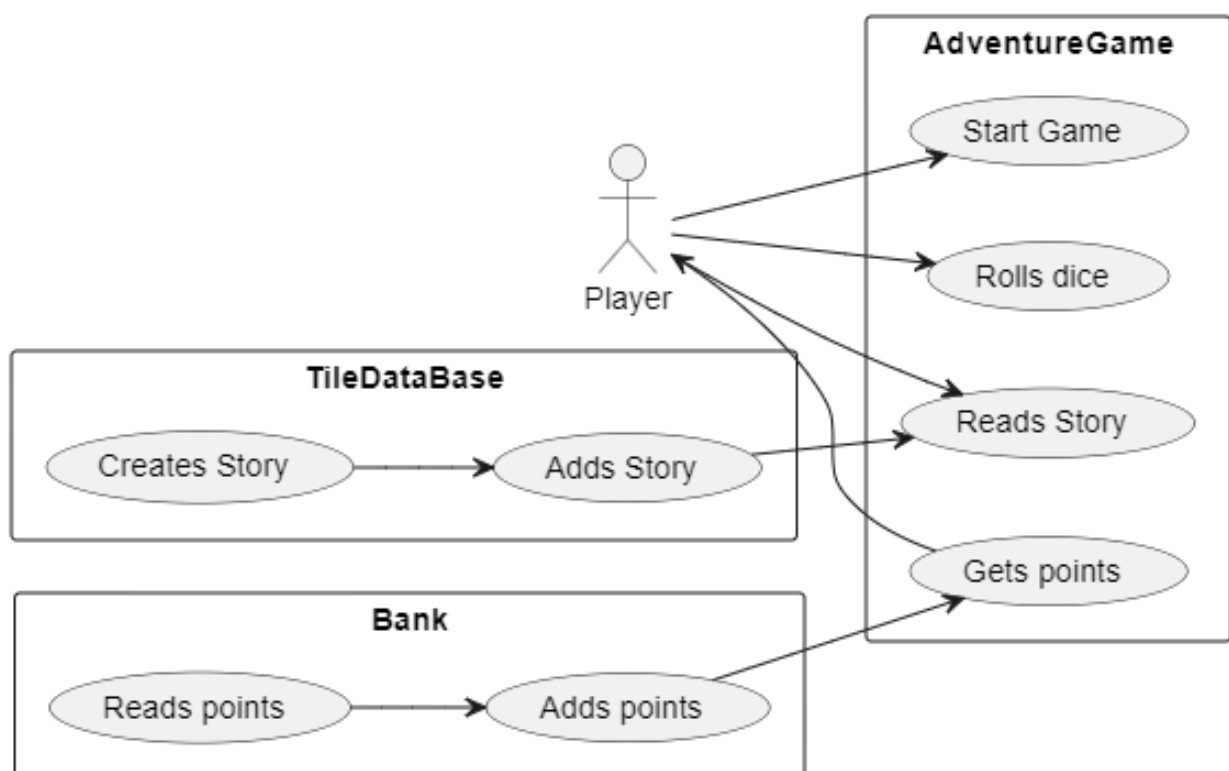 AdventureGame
Start Game
Rolls dice
Player
TileDataBase
Creates Story
Adds Story
Reads Story
Gets points
Bank
Reads points
Adds points